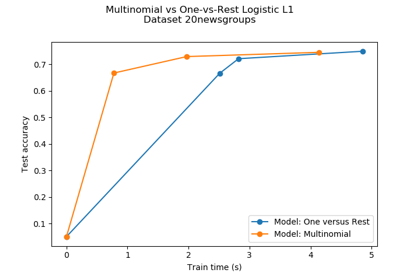 Multinomial vs One-vs-Rest Logistic L1
Dataset 20newsgroups
0.7
0.6
0.5
0.4
0.3
0.2
0.1
Test accuracy
Model: One versus Rest
Model: Multinomial
0 1 2 3 4 5
Train time (s)